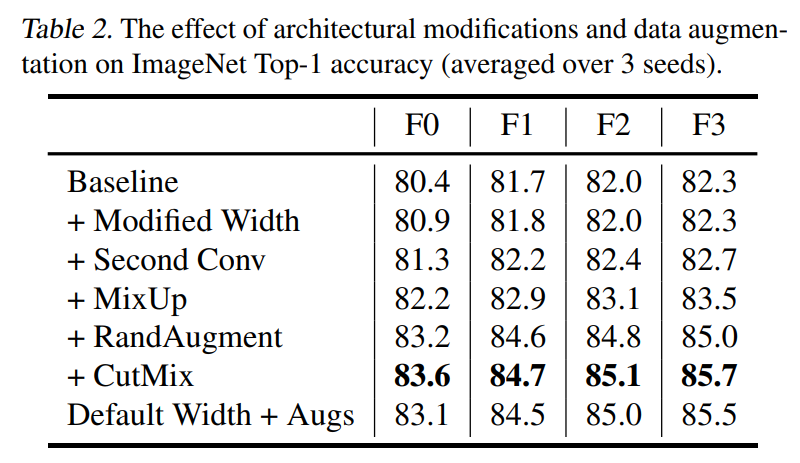 Table 2. The effect of architectural modifications and data augmen-
tation on ImageNet Top-1 accuracy (averaged over 3 seeds).
F0 F1 F2 F3
Baseline 80.4 81.7 82.0 82.3
+ Modified Width 80.9 81.8 82.0 82.3
+ Second Conv 81.3 82.2 82.4 82.7
+ MixUp 82.2 82.9 83.1 83.5
+ RandAugment 83.2 84.6 84.8 85.0
+ CutMix 83.6 84.7 85.1 85.7
Default Width + Augs 83.1 84.5 85.0 85.5